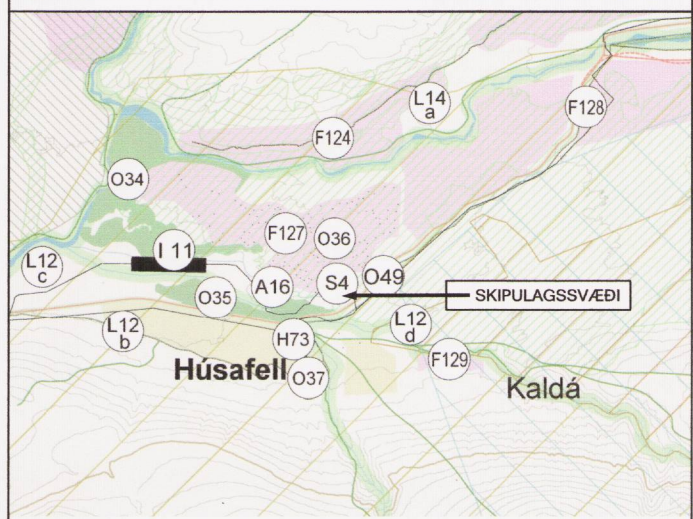 L14
a
F128
F124
O34
F127
O36
I 11
L12
c
O49
S4
A16
SKIPULAGSSVÆÐI
O35
L12
d
L12
b
H73
F129
Húsafell
O37
Kaldá